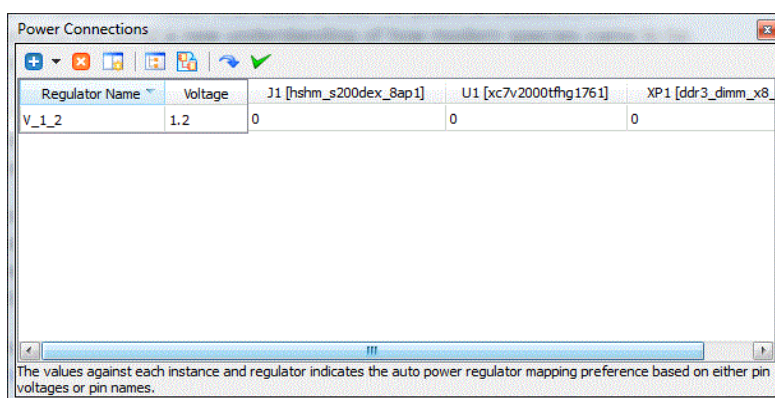 Power Connections
Regulator Name Voltage J1 [hshm_s200dex_8ap1] U1 [xc7v2000tfhg1761] XP1 [ddr3_dimm_x8_
V_1_2 1.2 0 0 0
The values against each instance and regulator indicates the auto power regulator mapping preference based on either pin
voltages or pin names.